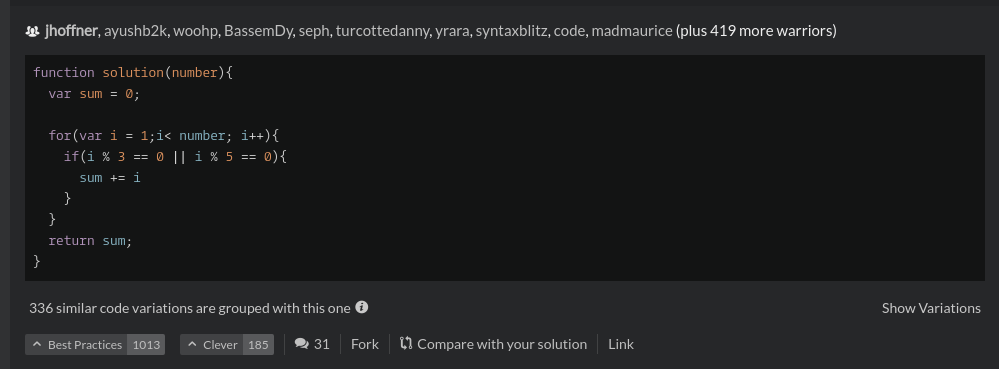 jhoffner, ayushb2k, woohp, BassemDy, seph, turcottedanny, yrara, syntaxblitz, code, madmaurice (plus 419 more warriors)
function solution(number){
  var sum = 0;

  for(var i = 1;i< number; i++){
    if(i % 3 == 0 || i % 5 == 0){
      sum += i
    }
  }
  return sum;
}
336 similar code variations are grouped with this one Show Variations
Best Practices 1013 Clever 185 31 Fork Compare with your solution Link